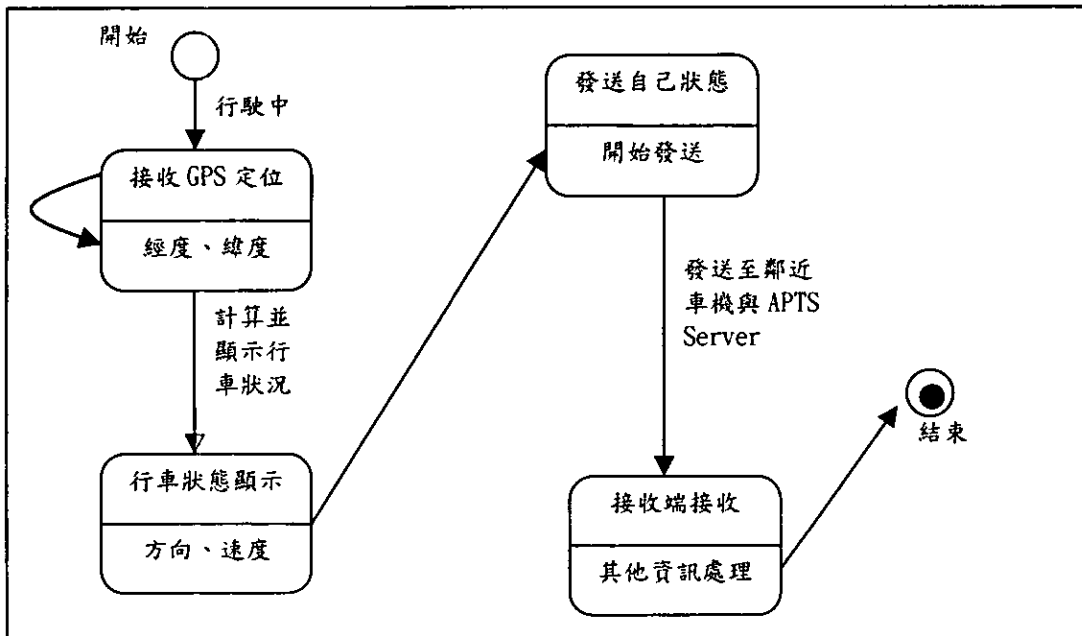 開始
行駛中
接收 GPS 定位
經度、緯度
計算並
顯示行
車狀況
行車狀態顯示
方向、速度
發送自己狀態
開始發送
發送至鄰近
車機與 APTS
Server
接收端接收
其他資訊處理
結束